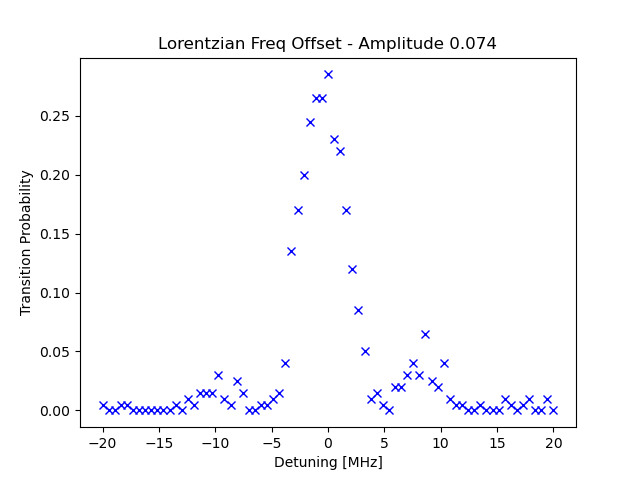 Lorentzian Freq Offset - Amplitude 0.074
Transition Probability
0.25
0.20
0.15
0.10
0.05
0.00
−20 −15 −10 −5 0 5 10 15 20
Detuning [MHz]